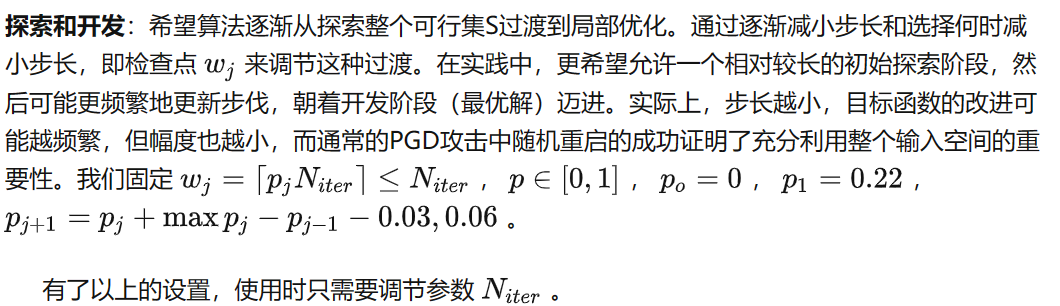 探索和开发：希望算法逐渐从探索整个可行集S过渡到局部优化。通过逐渐减小步长和选择何时减
小步长，即检查点 $w_j$ 来调节这种过渡。在实践中，更希望允许一个相对较长的初始探索阶段，然
后可能更频繁地更新步伐，朝着开发阶段（最优解）迈进。实际上，步长越小，目标函数的改进可
能越频繁，但幅度也越小，而通常的PGD攻击中随机重启的成功证明了充分利用整个输入空间的重
要性。我们固定 $w_j = \lceil p_j N_{iter} \rceil \leq N_{iter}$ ， $p \in [0,1]$ ， $p_o = 0$ ， $p_1 = 0.22$ ，
$p_{j+1} = p_j + \max p_j - p_{j-1} - 0.03, 0.06$ 。
有了以上的设置，使用时只需要调节参数 $N_{iter}$ 。